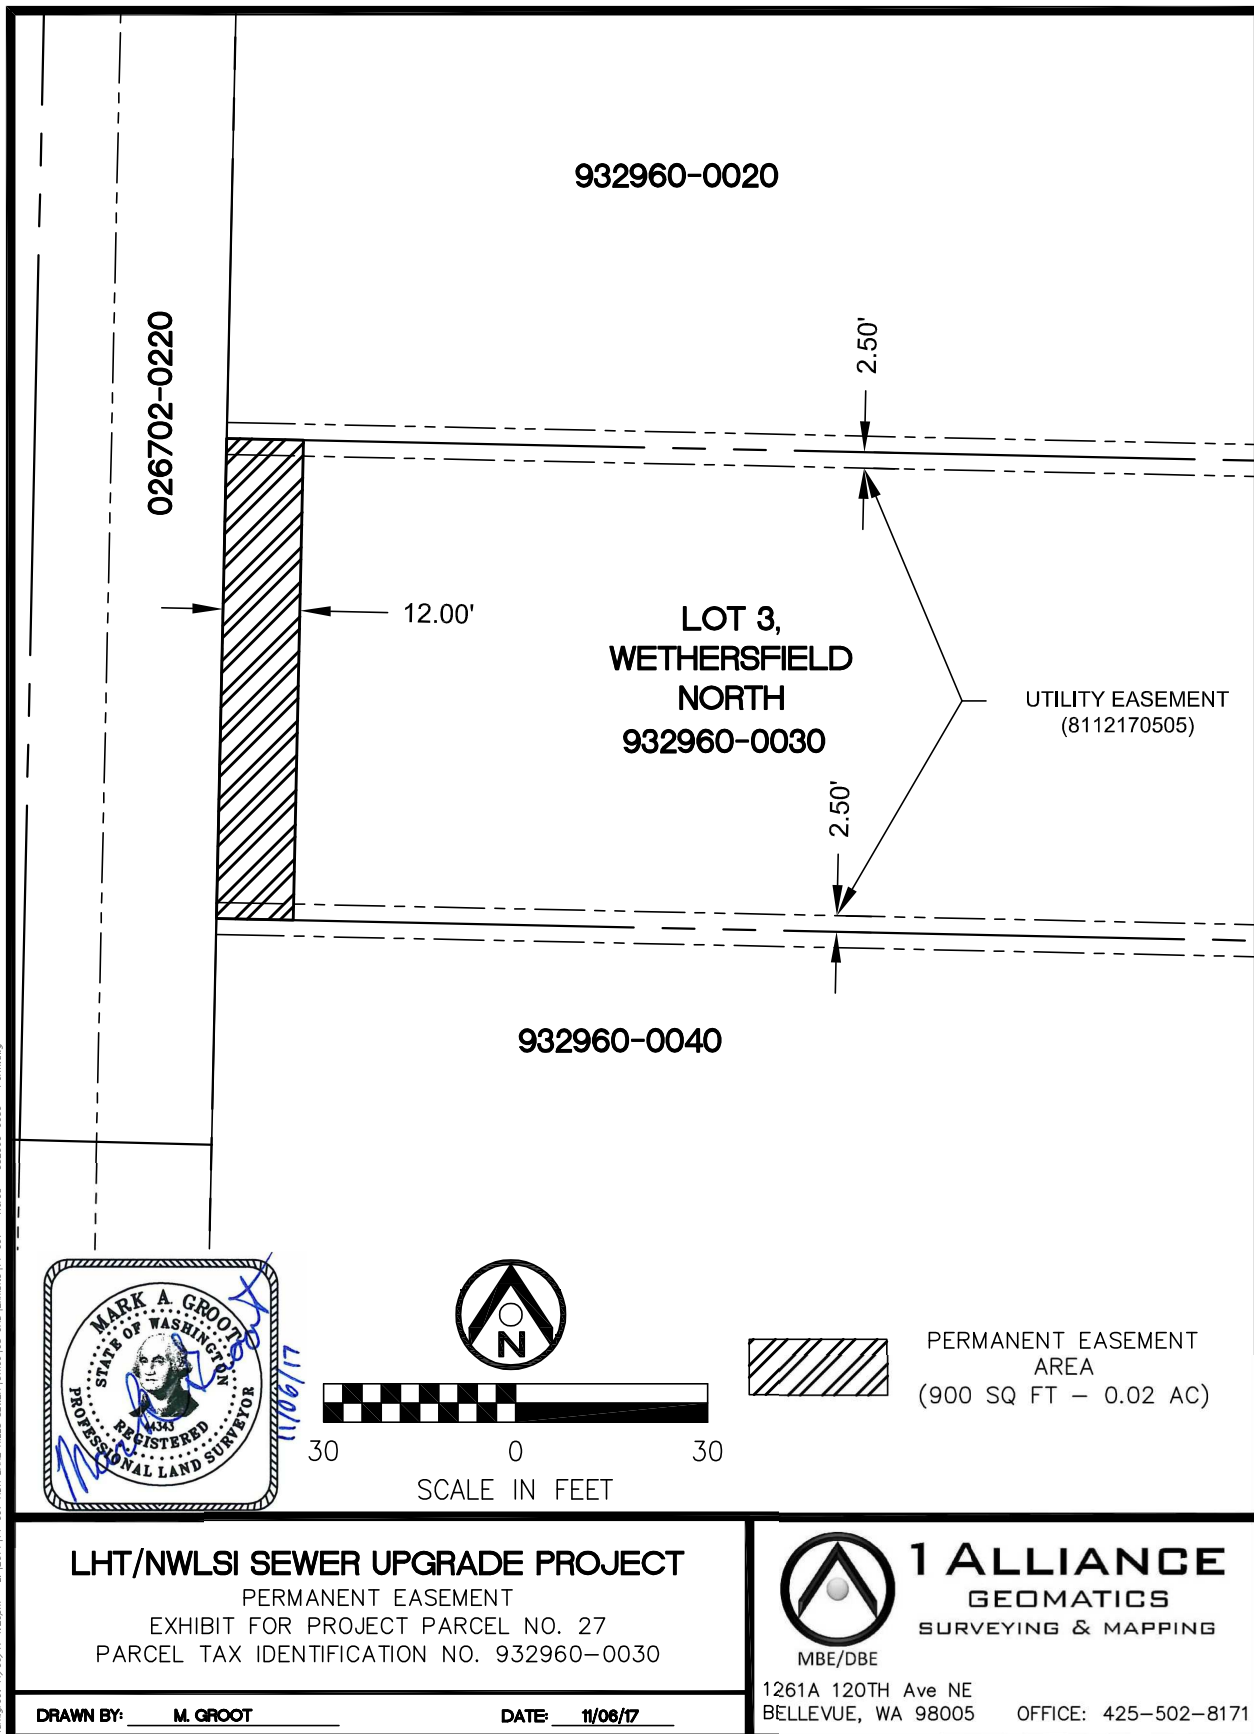 932960-0020
026702-0220
2.50'
12.00'
LOT 3,
WETHERSFIELD
NORTH
932960-0030
UTILITY EASEMENT
(8112170505)
2.50'
932960-0040
MARK A. GROOT
STATE OF WASHINGTON
44343
REGISTERED
PROFESSIONAL LAND SURVEYOR
Mark A Groot
11/06/17
N
30 0 30
SCALE IN FEET
PERMANENT EASEMENT
AREA
(900 SQ FT – 0.02 AC)
LHT/NWLSI SEWER UPGRADE PROJECT
PERMANENT EASEMENT
EXHIBIT FOR PROJECT PARCEL NO. 27
PARCEL TAX IDENTIFICATION NO. 932960–0030
DRAWN BY: M. GROOT DATE: 11/06/17
1 ALLIANCE
GEOMATICS
SURVEYING & MAPPING
MBE/DBE
1261A 120TH Ave NE
BELLEVUE, WA 98005 OFFICE: 425-502-8171